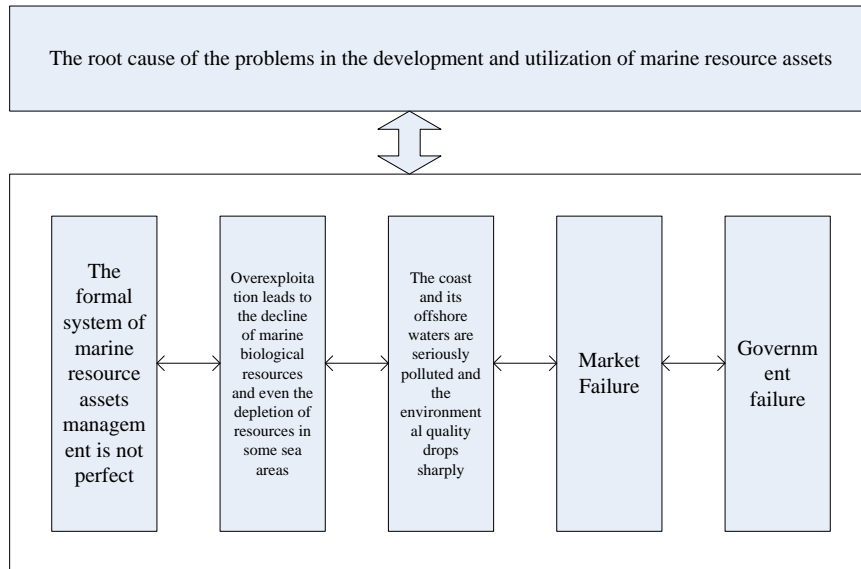 The root cause of the problems in the development and utilization of marine resource assets
The
formal
system of
marine
resource
assets
managem
ent is not
perfect
Overexploita
tion leads to
the decline
of marine
biological
resources
and even the
depletion of
resources in
some sea
areas
The coast
and its
offshore
waters are
seriously
polluted and
the
environment
al quality
drops
sharply
Market
Failure
Governm
ent
failure